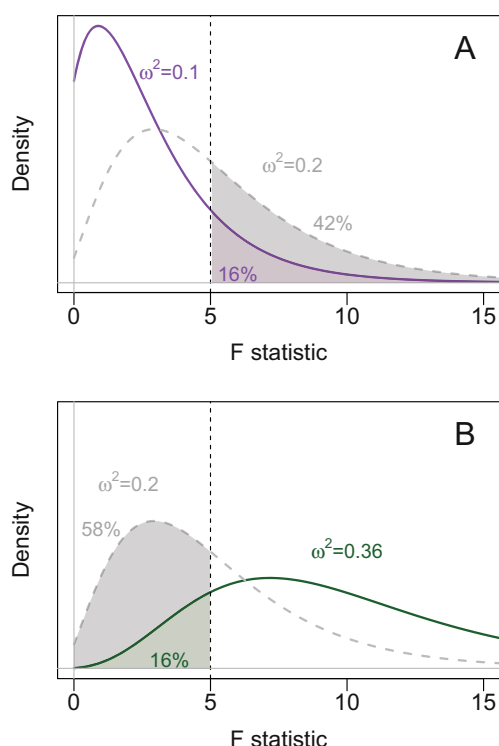 A
ω²=0.1
ω²=0.2
42%
16%
Density
0 5 10 15
F statistic
B
ω²=0.2
58%
ω²=0.36
16%
Density
0 5 10 15
F statistic